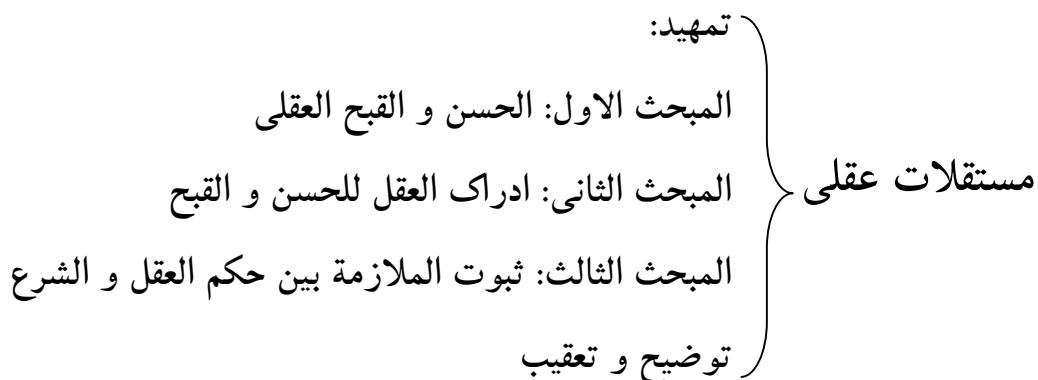 مستقلات عقلی
تمهید:
المبحث الاول: الحسن و القبح العقلی
المبحث الثانی: ادراک العقل للحسن و القبح
المبحث الثالث: ثبوت الملازمة بین حکم العقل و الشرع
توضیح و تعقیب